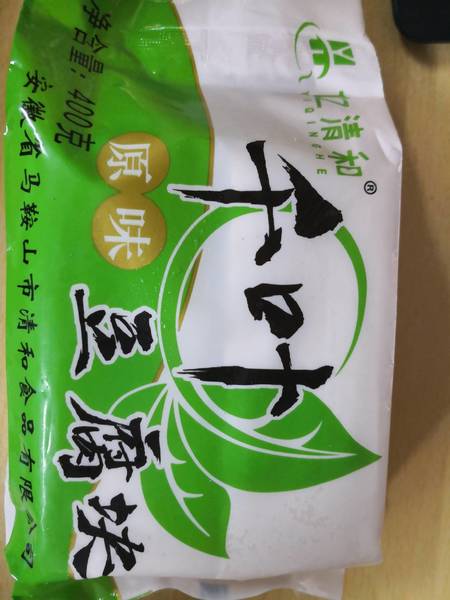 亿清和®
YIQINGHE
千叶
豆腐块
原味
净含量: 400克
安徽省马鞍山市清和食品有限公司